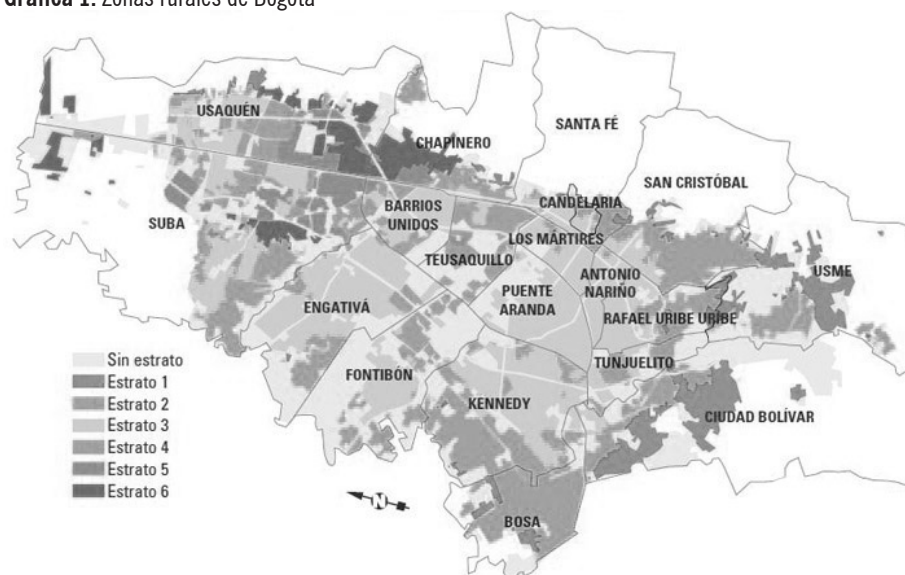 Gráfica 1. Zonas rurales de Bogotá
USAQUÉN
CHAPINERO
SANTA FÉ
SAN CRISTÓBAL
CANDELARIA
BARRIOS
UNIDOS
SUBA
LOS MÁRTIRES
TEUSAQUILLO
ANTONIO
NARIÑO
USME
PUENTE
ARANDA
ENGATIVÁ
RAFAEL URIBE URIBE
TUNJUELITO
FONTIBÓN
KENNEDY
CIUDAD BOLÍVAR
BOSA
Sin estrato
Estrato 1
Estrato 2
Estrato 3
Estrato 4
Estrato 5
Estrato 6
N